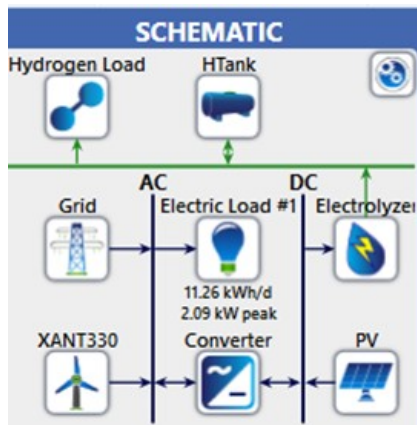 SCHEMATIC
Hydrogen Load
HTank
AC
DC
Grid
Electric Load #1
Electrolyzer
11.26 kWh/d
2.09 kW peak
XANT330
Converter
PV